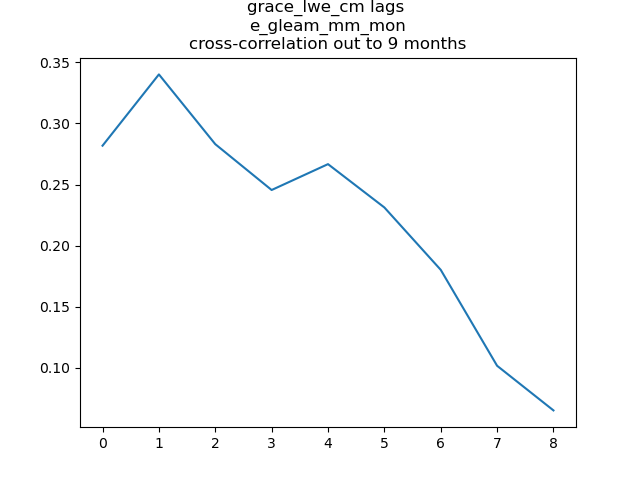 grace_lwe_cm lags
e_gleam_mm_mon
cross-correlation out to 9 months
0.35
0.30
0.25
0.20
0.15
0.10
0 1 2 3 4 5 6 7 8